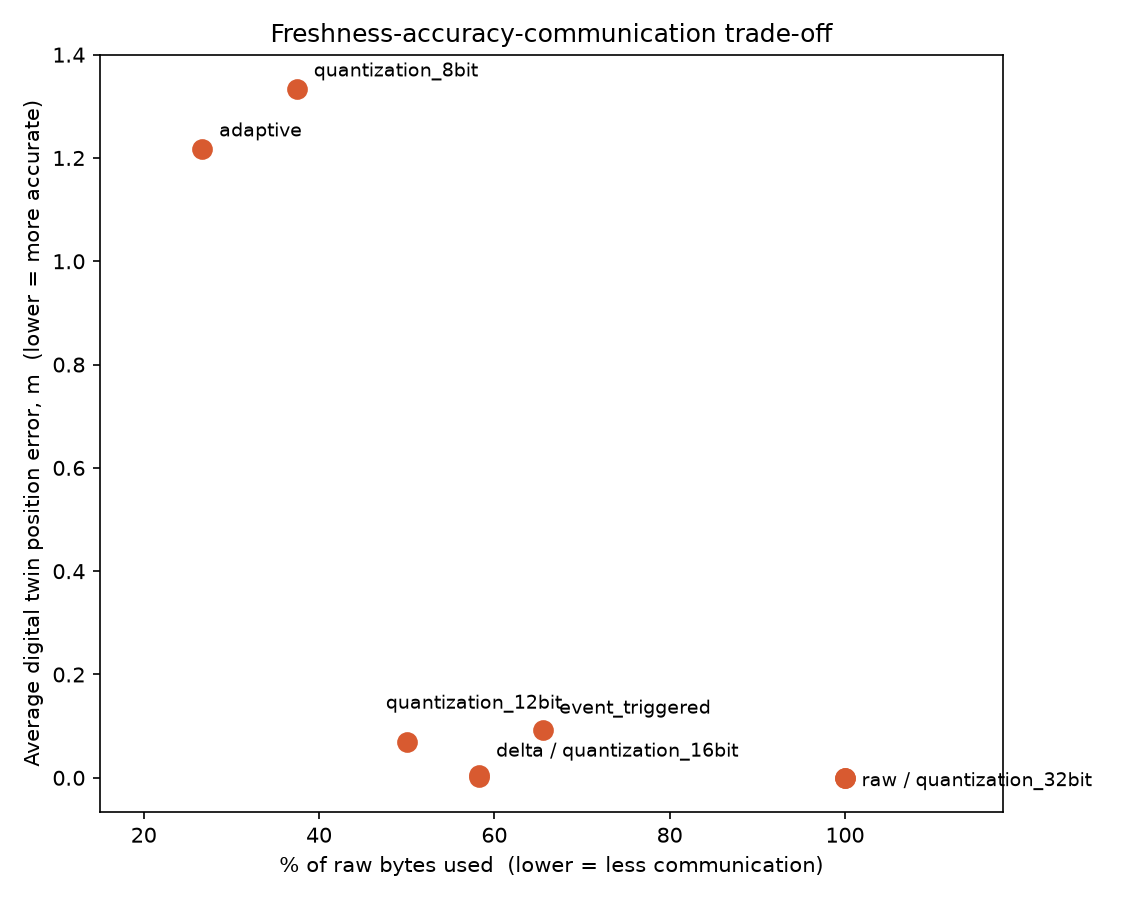 Freshness-accuracy-communication trade-off
Average digital twin position error, m  (lower = more accurate)
1.4
1.2
1.0
0.8
0.6
0.4
0.2
0.0
quantization_8bit
adaptive
quantization_12bit
event_triggered
delta / quantization_16bit
raw / quantization_32bit
20 40 60 80 100
% of raw bytes used  (lower = less communication)